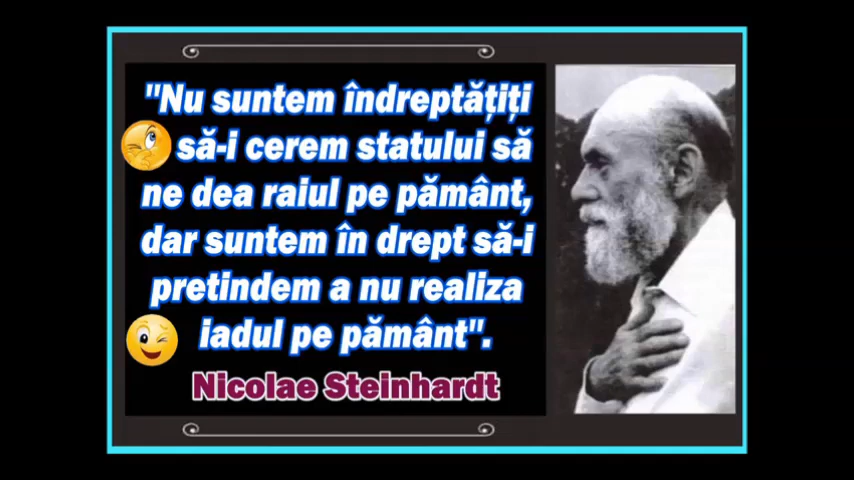 "Nu suntem îndreptățiți
să-i cerem statului să
ne dea raiul pe pământ,
dar suntem în drept să-i
pretindem a nu realiza
iadul pe pământ".
Nicolae Steinhardt